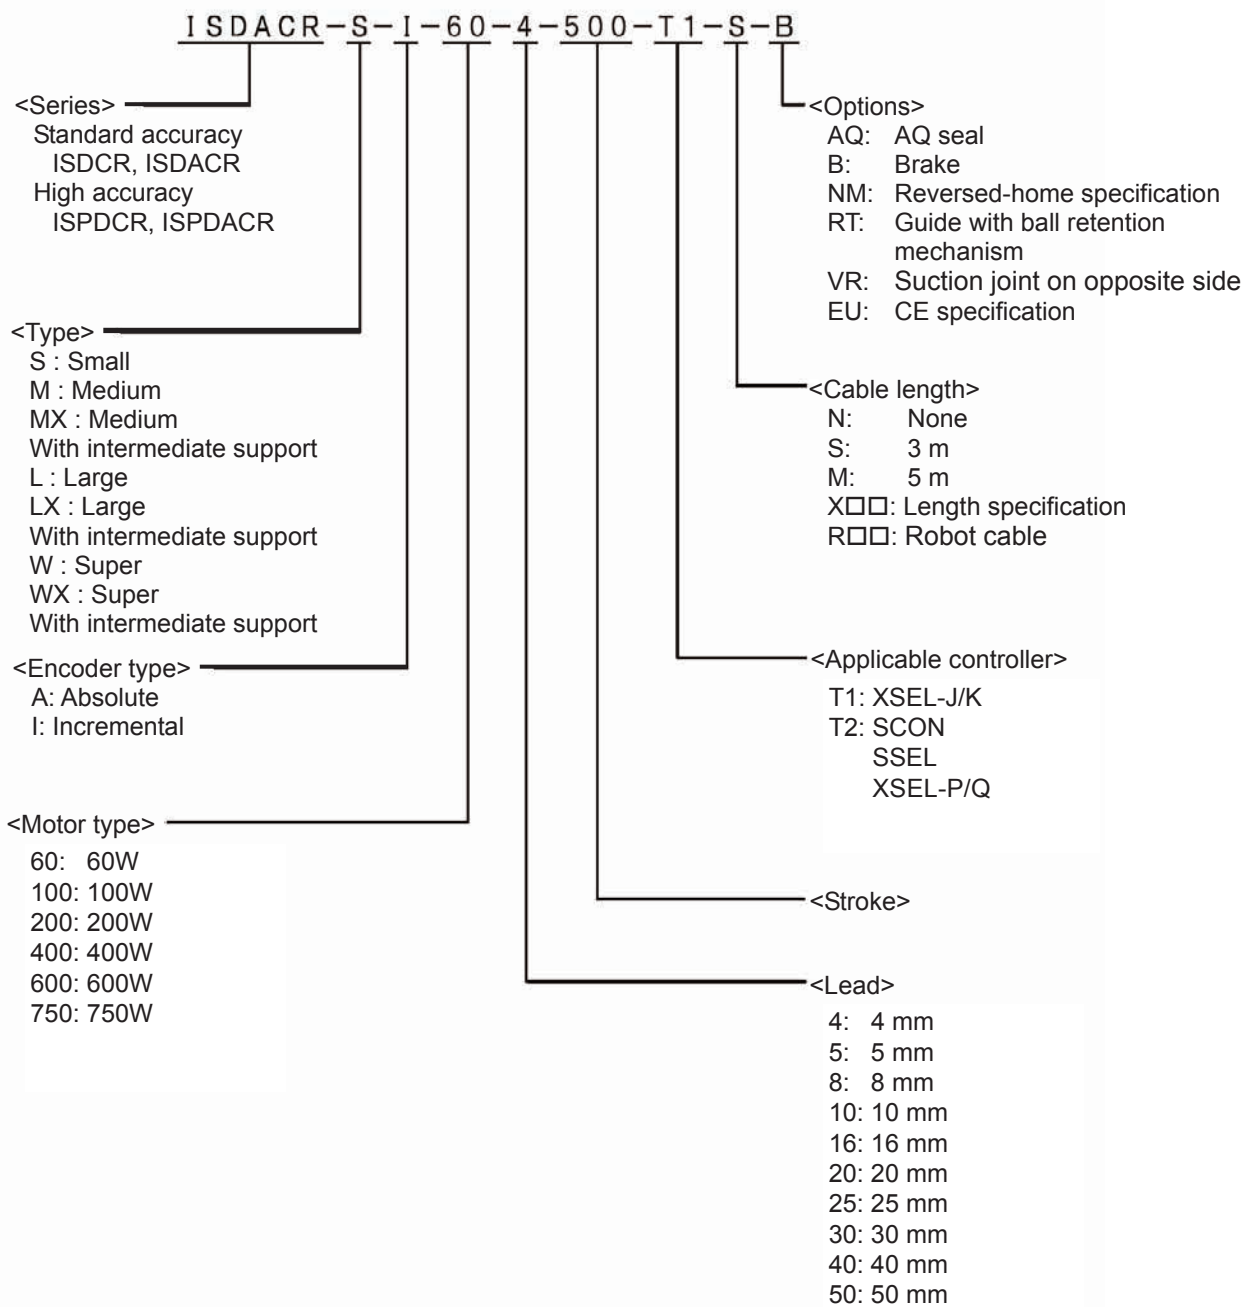 ISDACR-S-I-60-4-500-T1-S-B
<Series>
Standard accuracy
ISDCR, ISDACR
High accuracy
ISPDCR, ISPDACR
<Type>
S : Small
M : Medium
MX : Medium
With intermediate support
L : Large
LX : Large
With intermediate support
W : Super
WX : Super
With intermediate support
<Encoder type>
A: Absolute
I: Incremental
<Motor type>
60: 60W
100: 100W
200: 200W
400: 400W
600: 600W
750: 750W
<Options>
AQ: AQ seal
B: Brake
NM: Reversed-home specification
RT: Guide with ball retention
mechanism
VR: Suction joint on opposite side
EU: CE specification
<Cable length>
N: None
S: 3 m
M: 5 m
X□□: Length specification
R□□: Robot cable
<Applicable controller>
T1: XSEL-J/K
T2: SCON
SSEL
XSEL-P/Q
<Stroke>
<Lead>
4: 4 mm
5: 5 mm
8: 8 mm
10: 10 mm
16: 16 mm
20: 20 mm
25: 25 mm
30: 30 mm
40: 40 mm
50: 50 mm